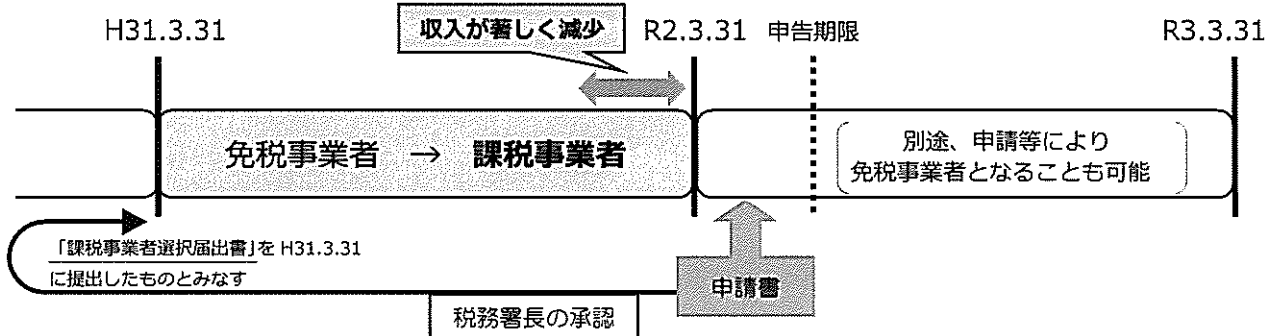 H31.3.31
収入が著しく減少
R2.3.31
申告期限
R3.3.31
免税事業者 → 課税事業者
別途、申請等により
免税事業者となることも可能
「課税事業者選択届出書」を H31.3.31
に提出したものとみなす
申請書
税務署長の承認